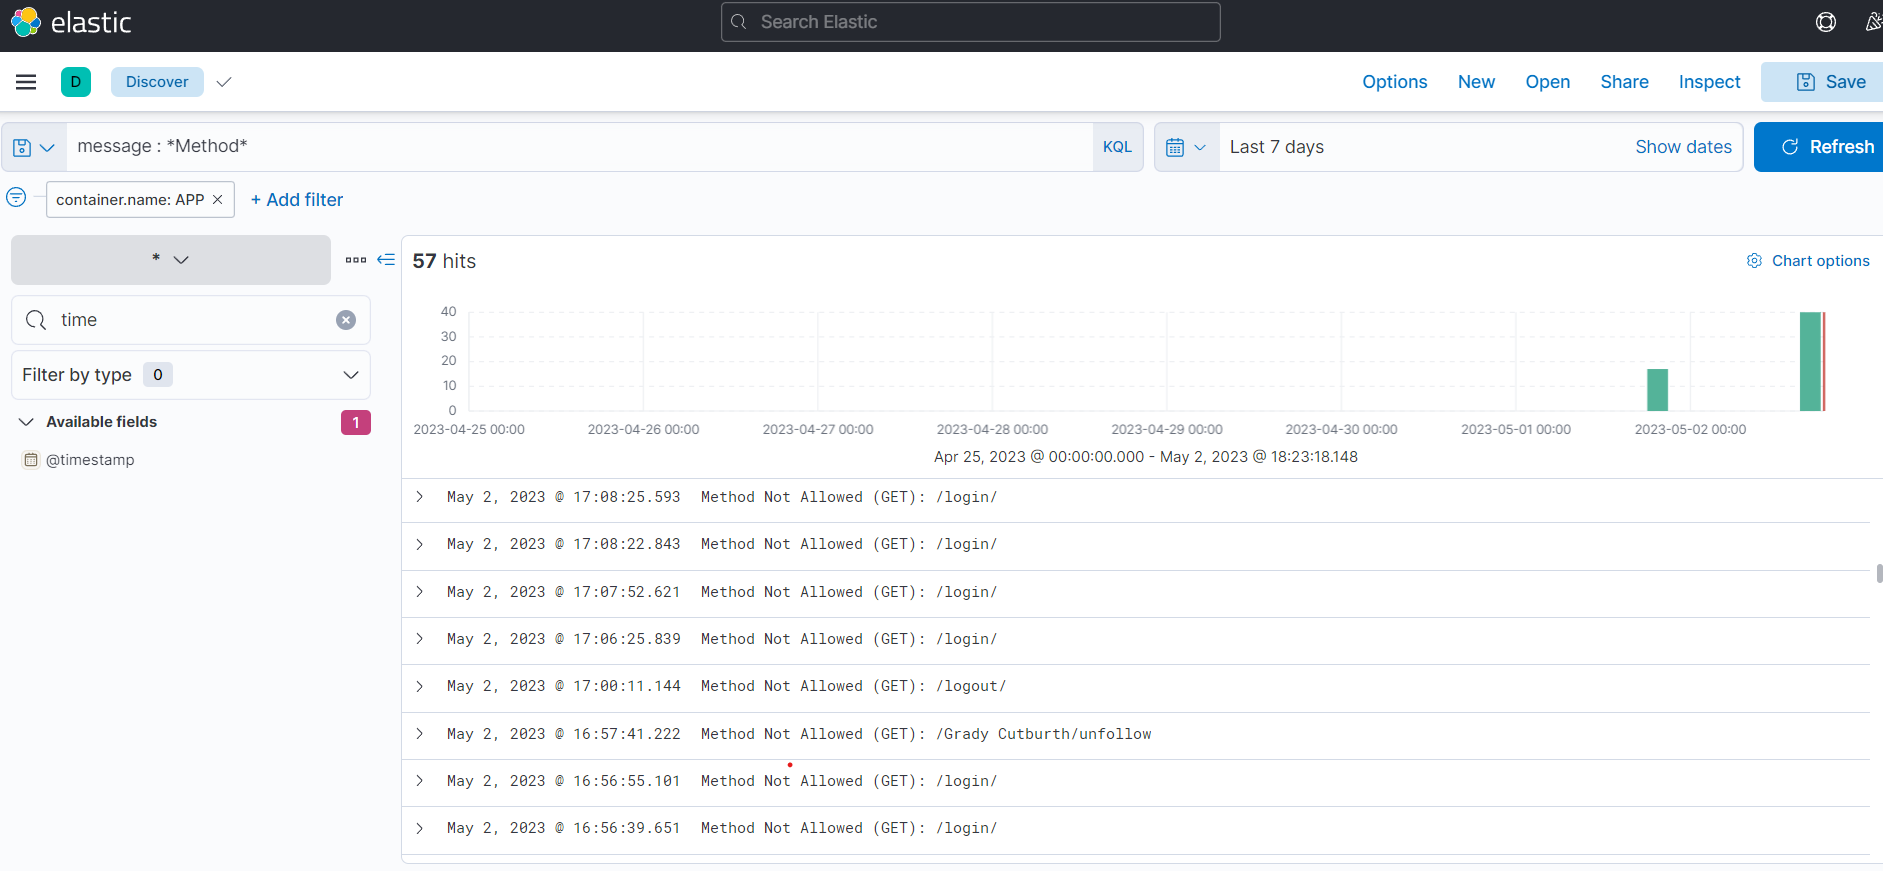 elastic
Search Elastic
D
Discover
Options New Open Share Inspect Save
message : *Method*
KQL
Last 7 days
Show dates
Refresh
container.name: APP
+ Add filter
*
time
Filter by type 0
Available fields 1
@timestamp
57 hits
Chart options
40
30
20
10
0
2023-04-25 00:00 2023-04-26 00:00 2023-04-27 00:00 2023-04-28 00:00 2023-04-29 00:00 2023-04-30 00:00 2023-05-01 00:00 2023-05-02 00:00
Apr 25, 2023 @ 00:00:00.000 - May 2, 2023 @ 18:23:18.148
May 2, 2023 @ 17:08:25.593 Method Not Allowed (GET): /login/
May 2, 2023 @ 17:08:22.843 Method Not Allowed (GET): /login/
May 2, 2023 @ 17:07:52.621 Method Not Allowed (GET): /login/
May 2, 2023 @ 17:06:25.839 Method Not Allowed (GET): /login/
May 2, 2023 @ 17:00:11.144 Method Not Allowed (GET): /logout/
May 2, 2023 @ 16:57:41.222 Method Not Allowed (GET): /Grady Cutburth/unfollow
May 2, 2023 @ 16:56:55.101 Method Not Allowed (GET): /login/
May 2, 2023 @ 16:56:39.651 Method Not Allowed (GET): /login/